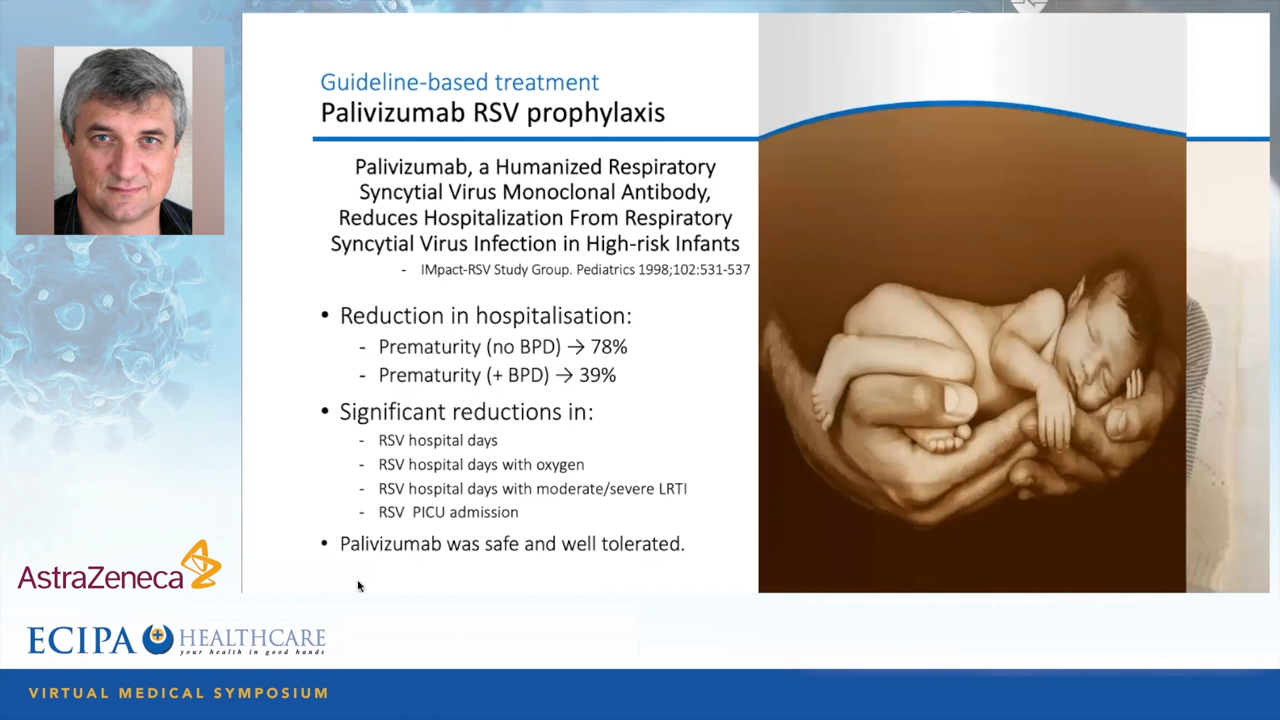 Guideline-based treatment
Palivizumab RSV prophylaxis
Palivizumab, a Humanized Respiratory
Syncytial Virus Monoclonal Antibody,
Reduces Hospitalization From Respiratory
Syncytial Virus Infection in High-risk Infants
- IMpact-RSV Study Group. Pediatrics 1998;102:531-537
• Reduction in hospitalisation:
- Prematurity (no BPD) → 78%
- Prematurity (+ BPD) → 39%
• Significant reductions in:
- RSV hospital days
- RSV hospital days with oxygen
- RSV hospital days with moderate/severe LRTI
- RSV PICU admission
• Palivizumab was safe and well tolerated.
AstraZeneca
ECIPA HEALTHCARE
your health in good hands
VIRTUAL MEDICAL SYMPOSIUM